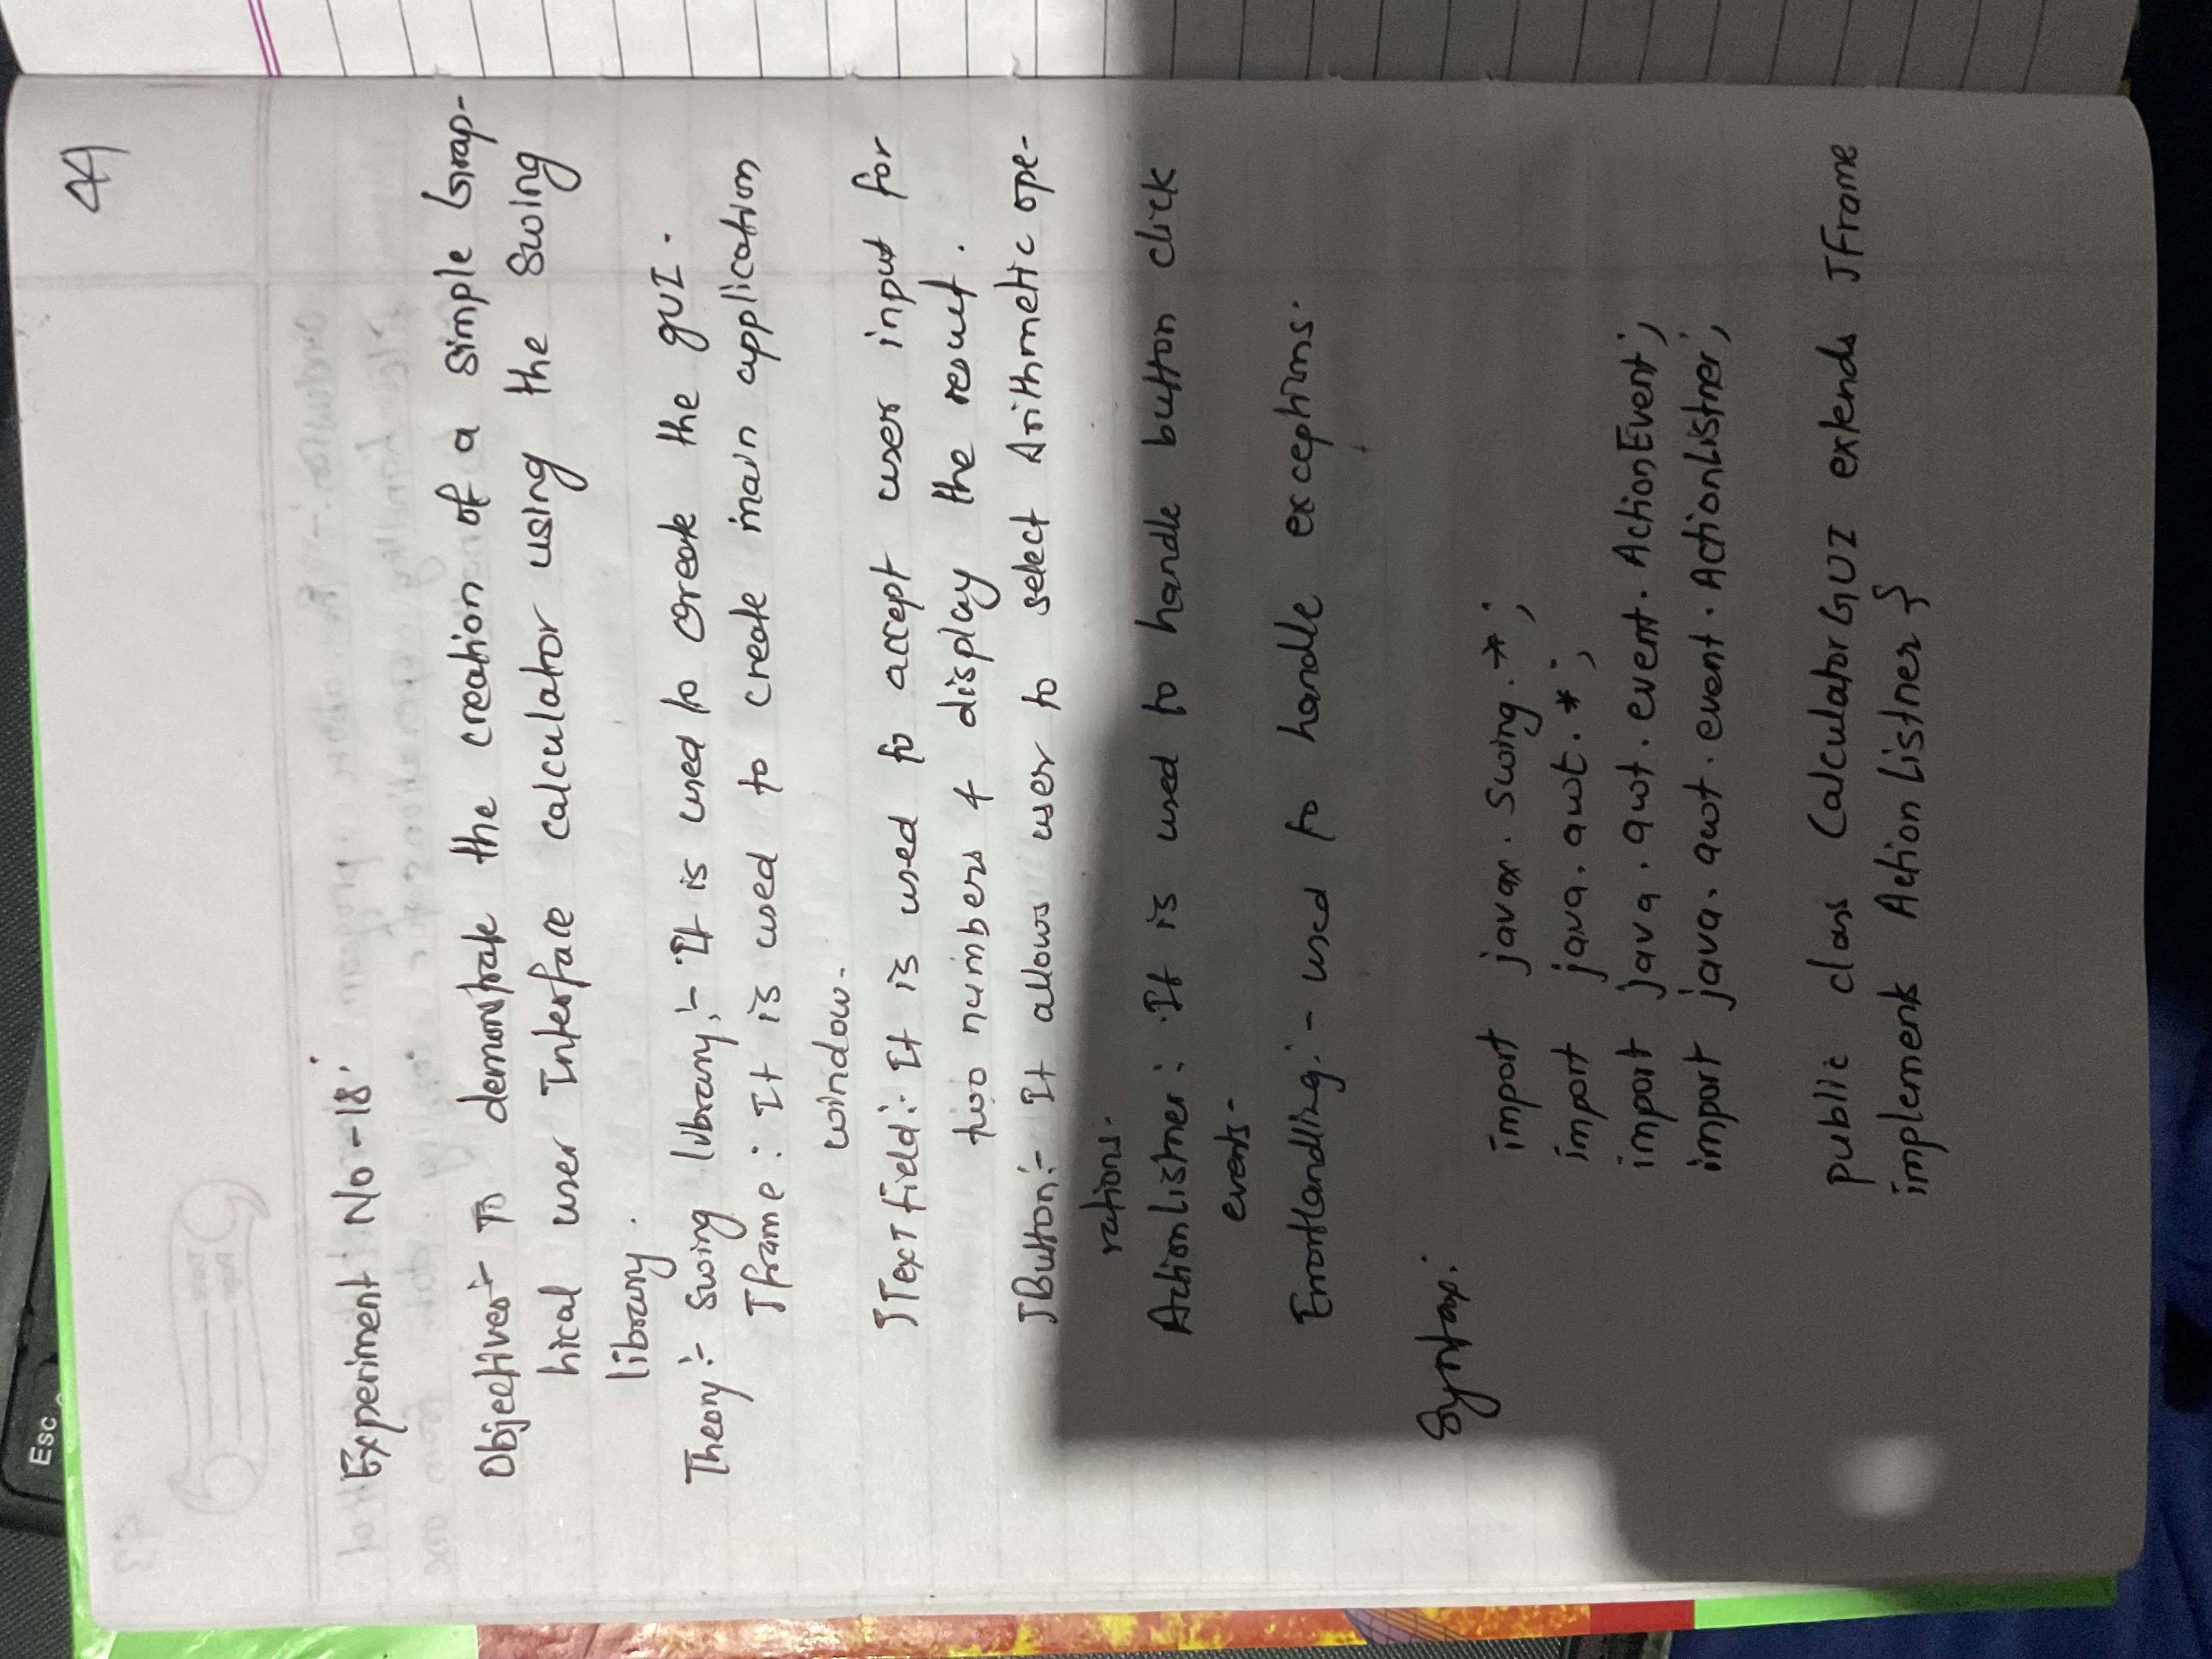 Esc
44
Experiment No-18:
Objectives:- To demonstrate the creation of a simple Grap-
hical user Interface calculator using the Swing
library.
Theory:- Swing library:- It is used to create the gUI.
Jframe: It is used to create main application
window.
JTexTfield:- It is used to accept user input for
two numbers & display the result.
JButton:- It allows user to select Arithmetic ope-
rations.
ActionListner: It is used to handle button click
events.
ErrorHandling:- used to handle exceptions.
Syntax:
import javax.swing.*;
import java.awt.*;
import java.awt.event.ActionEvent;
import java.awt.event.ActionListner;
public class CalculatorGUI extends JFrame
implements ActionListner {